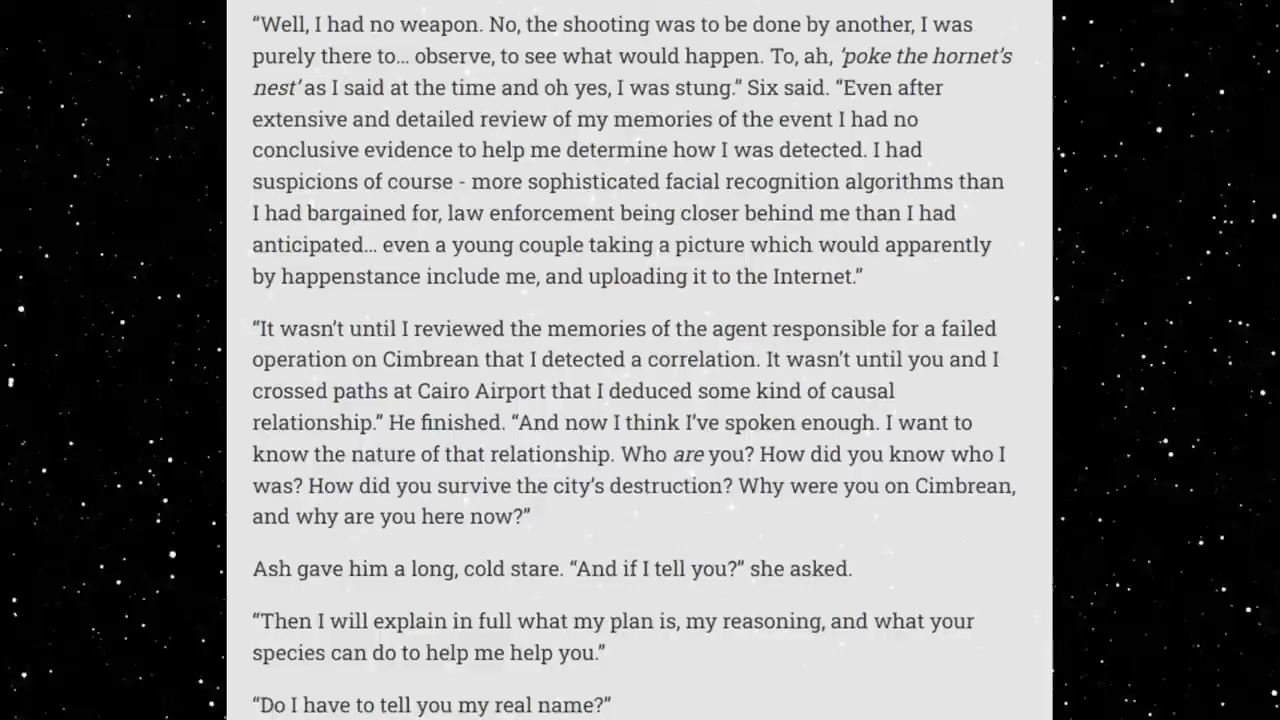 “Well, I had no weapon. No, the shooting was to be done by another, I was
purely there to… observe, to see what would happen. To, ah, ’poke the hornet’s
nest’ as I said at the time and oh yes, I was stung.” Six said. “Even after
extensive and detailed review of my memories of the event I had no
conclusive evidence to help me determine how I was detected. I had
suspicions of course - more sophisticated facial recognition algorithms than
I had bargained for, law enforcement being closer behind me than I had
anticipated… even a young couple taking a picture which would apparently
by happenstance include me, and uploading it to the Internet.”
“It wasn’t until I reviewed the memories of the agent responsible for a failed
operation on Cimbrean that I detected a correlation. It wasn’t until you and I
crossed paths at Cairo Airport that I deduced some kind of causal
relationship.” He finished. “And now I think I’ve spoken enough. I want to
know the nature of that relationship. Who are you? How did you know who I
was? How did you survive the city’s destruction? Why were you on Cimbrean,
and why are you here now?”
Ash gave him a long, cold stare. “And if I tell you?” she asked.
“Then I will explain in full what my plan is, my reasoning, and what your
species can do to help me help you.”
“Do I have to tell you my real name?”